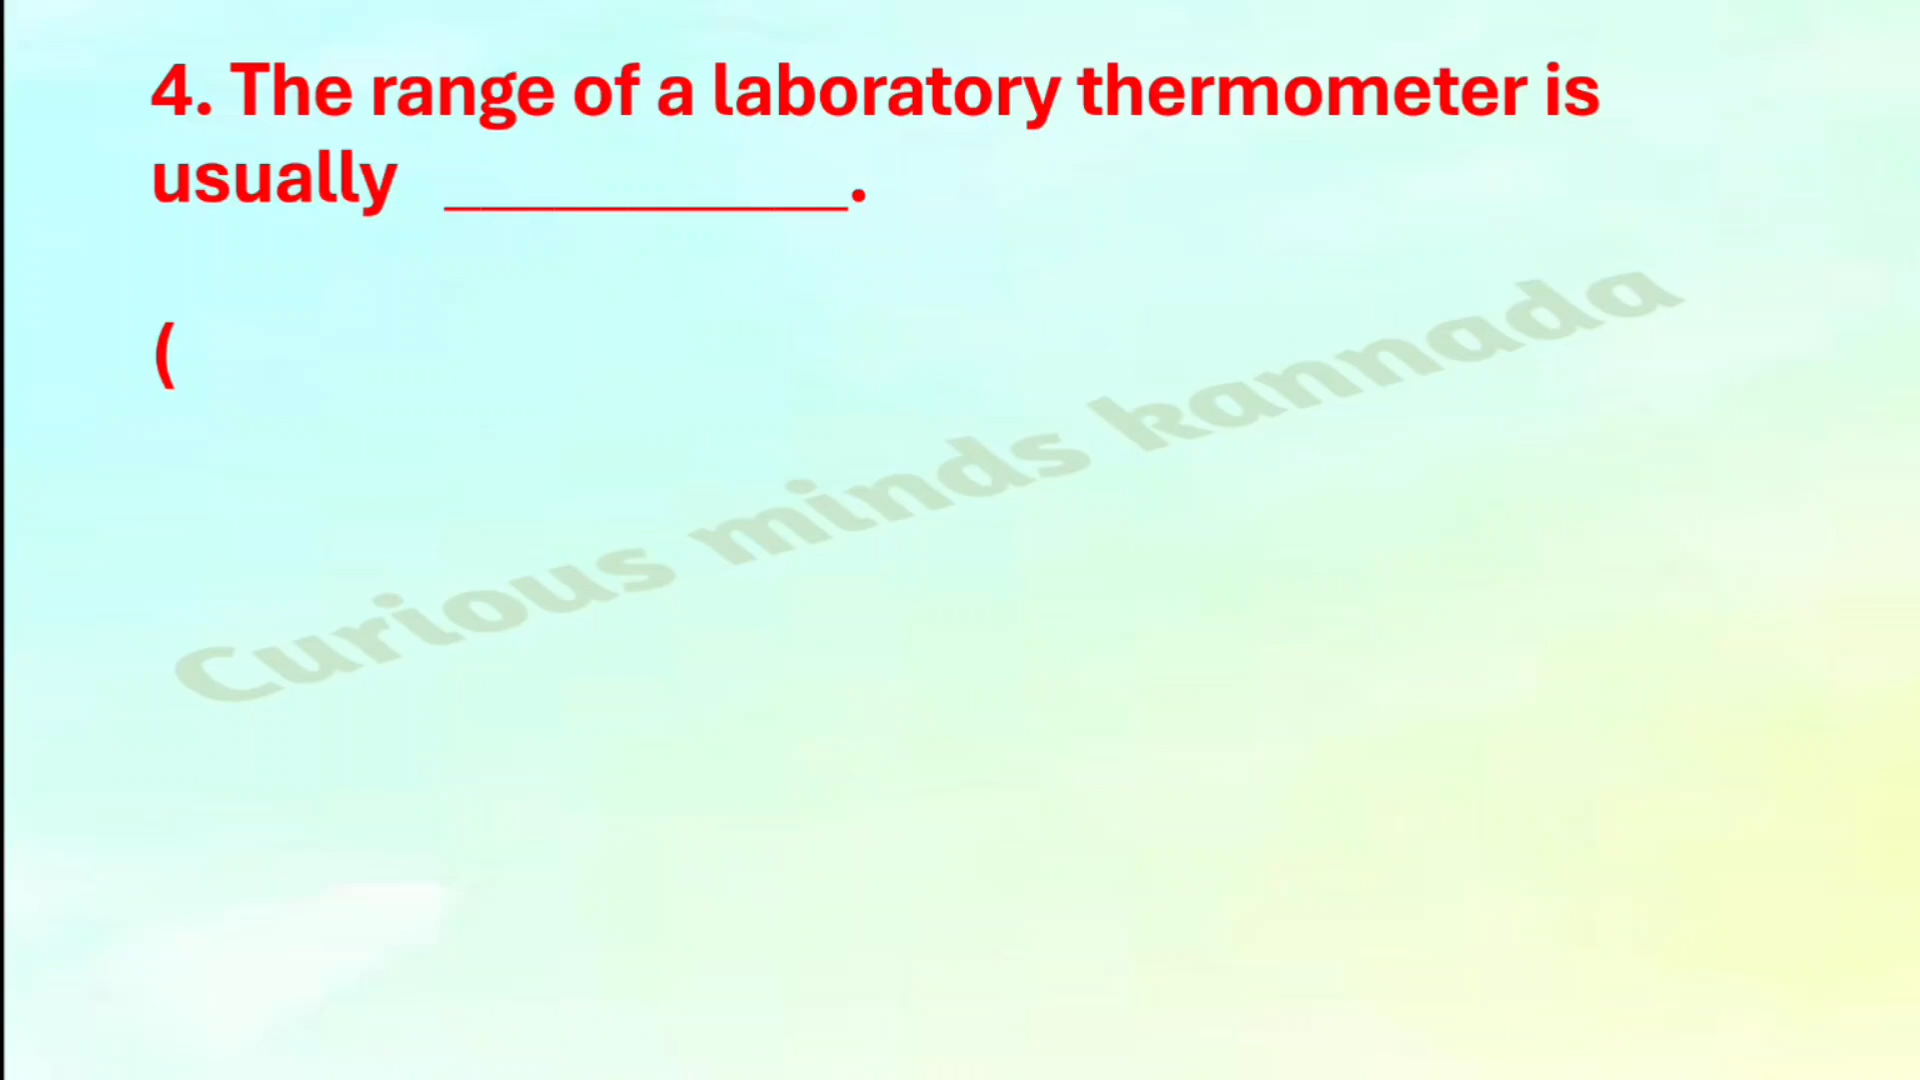 4. The range of a laboratory thermometer is
usually ___________.
(
Curious minds kannada